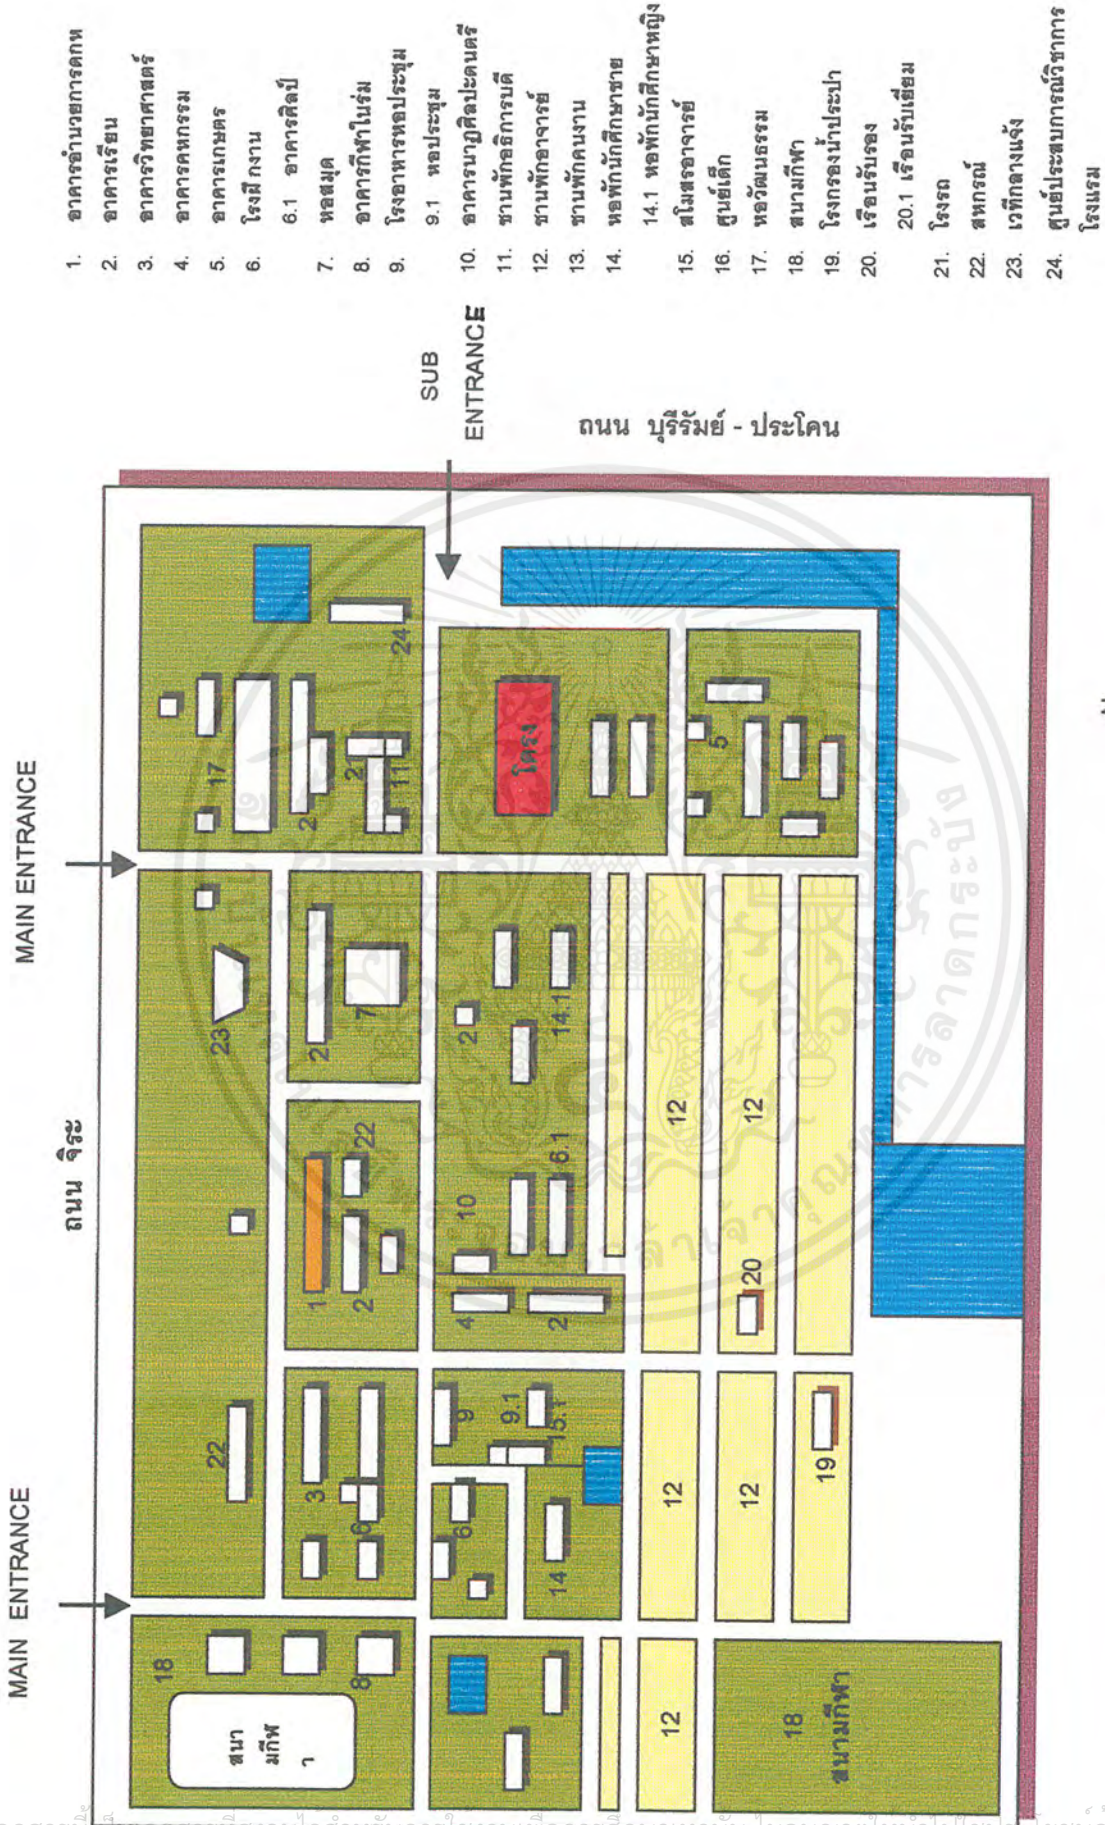 MAIN ENTRANCE
MAIN ENTRANCE
ถนน จิระ
SUB
ENTRANCE
ถนน บุรีรัมย์ - ประโคน
18
สนา
มกีฬ
า
8
22
3
6
1
2
22
23
2
7
17
2
21
11
24
6
14
9
9.1
15.1
4
2
10
6.1
2
14.1
โครง
5
12
12
12
12
12
20
19
18
สนามกีฬา
1. อาคารอำนวยการตกท
2. อาคารเรียน
3. อาคารวิทยาศาสตร์
4. อาคารคหกรรม
5. อาคารเกษตร
6. โรงฝึกงาน
6.1 อาคารศิลป์
7. หอสมุด
8. อาคารกีฬาในร่ม
9. โรงอาหารหอประชุม
9.1 หอประชุม
10. อาคารนาฏศิลปะดนตรี
11. ชานพักอธิการบดี
12. ชานพักอาจารย์
13. ชานพักคนงาน
14. หอพักนักศึกษาชาย
14.1 หอพักนักศึกษาหญิง
15. สโมสรอาจารย์
16. ศูนย์เด็ก
17. หอวัฒนธรรม
18. สนามกีฬา
19. โรงกรองน้ำประปา
20. เรือนรับรอง
20.1 เรือนรับเยี่ยม
21. โรงรถ
22. สหกรณ์
23. เวทีกลางแจ้ง
24. ศูนย์ประสบการณ์วิชาการ
โรงแรม